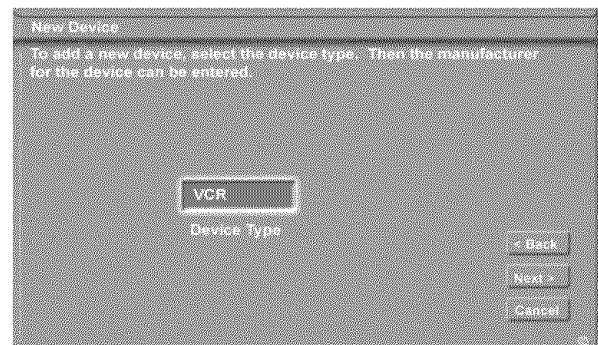 New Device
To add a new device, select the device type. Then the manufacturer
for the device can be entered.
VCR
Device Type
< Back
Next >
Cancel